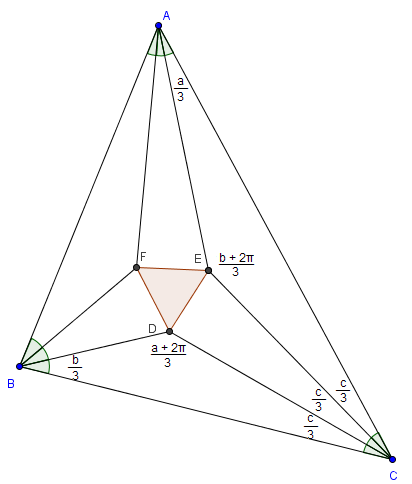 A
a/3
F
E
(b + 2π)/3
D
(a + 2π)/3
b/3
B
c/3
c/3
c/3
C